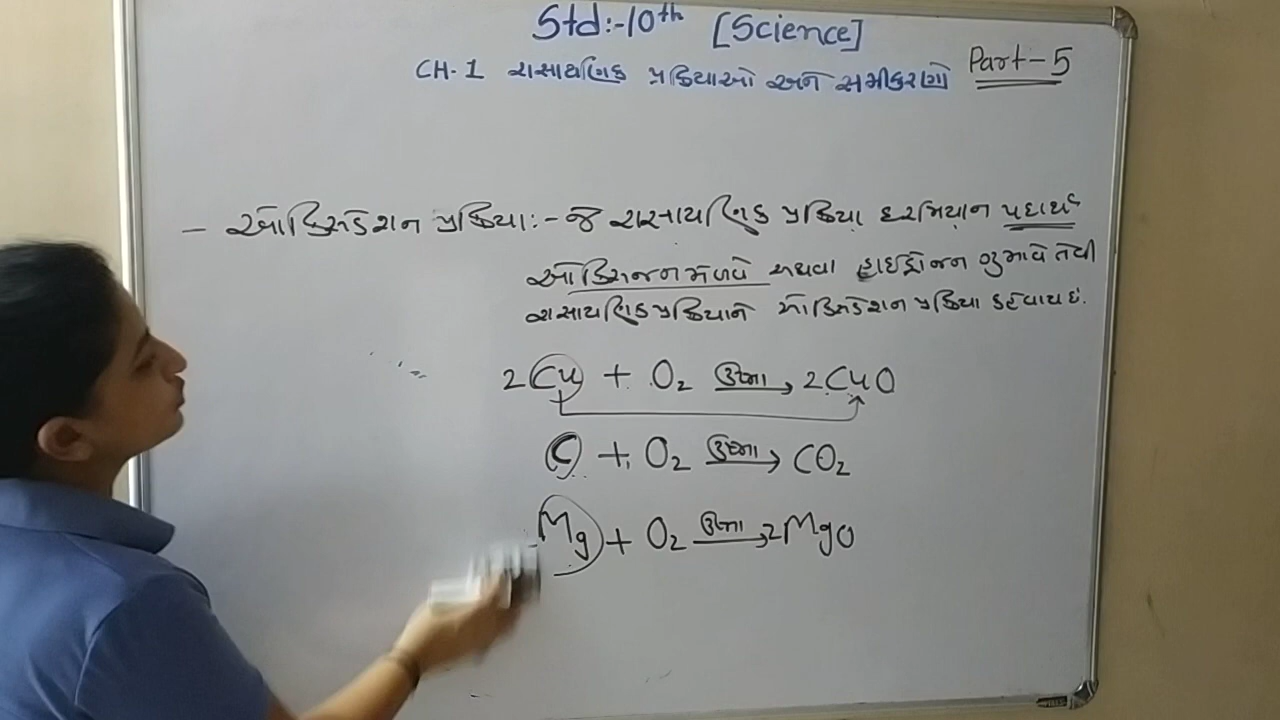 Std:-10th [Science]
CH-1 રાસાયણિક પ્રક્રિયાઓ અને સમીકરણો Part-5
- ઓક્સિડેશન પ્રક્રિયા:- જે રાસાયણિક પ્રક્રિયા દરમિયાન પદાર્થ
ઓક્સિજન મેળવે અથવા હાઇડ્રોજન ગુમાવે તેવી
રાસાયણિક પ્રક્રિયાને ઓક્સિડેશન પ્રક્રિયા કહેવાય છે.
2Cu + O2 ઉષ્મા → 2CuO
C + O2 ઉષ્મા → CO2
Mg + O2 ઉષ્મા → 2MgO